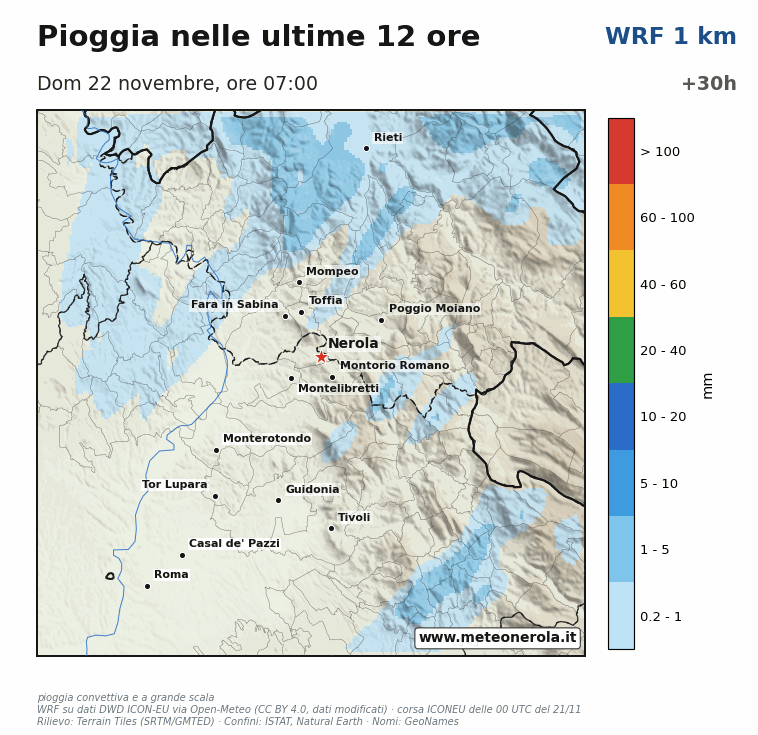 Pioggia nelle ultime 12 ore
WRF 1 km
Dom 22 novembre, ore 07:00
+30h
Rieti
Mompeo
Fara in Sabina
Toffia
Poggio Moiano
Nerola
Montorio Romano
Montelibretti
Monterotondo
Tor Lupara
Guidonia
Tivoli
Casal de' Pazzi
Roma
www.meteonerola.it
> 100
60 - 100
40 - 60
20 - 40
10 - 20
5 - 10
1 - 5
0.2 - 1
mm
pioggia convettiva e a grande scala
WRF su dati DWD ICON-EU via Open-Meteo (CC BY 4.0, dati modificati) · corsa ICONEU delle 00 UTC del 21/11
Rilievo: Terrain Tiles (SRTM/GMTED) · Confini: ISTAT, Natural Earth · Nomi: GeoNames